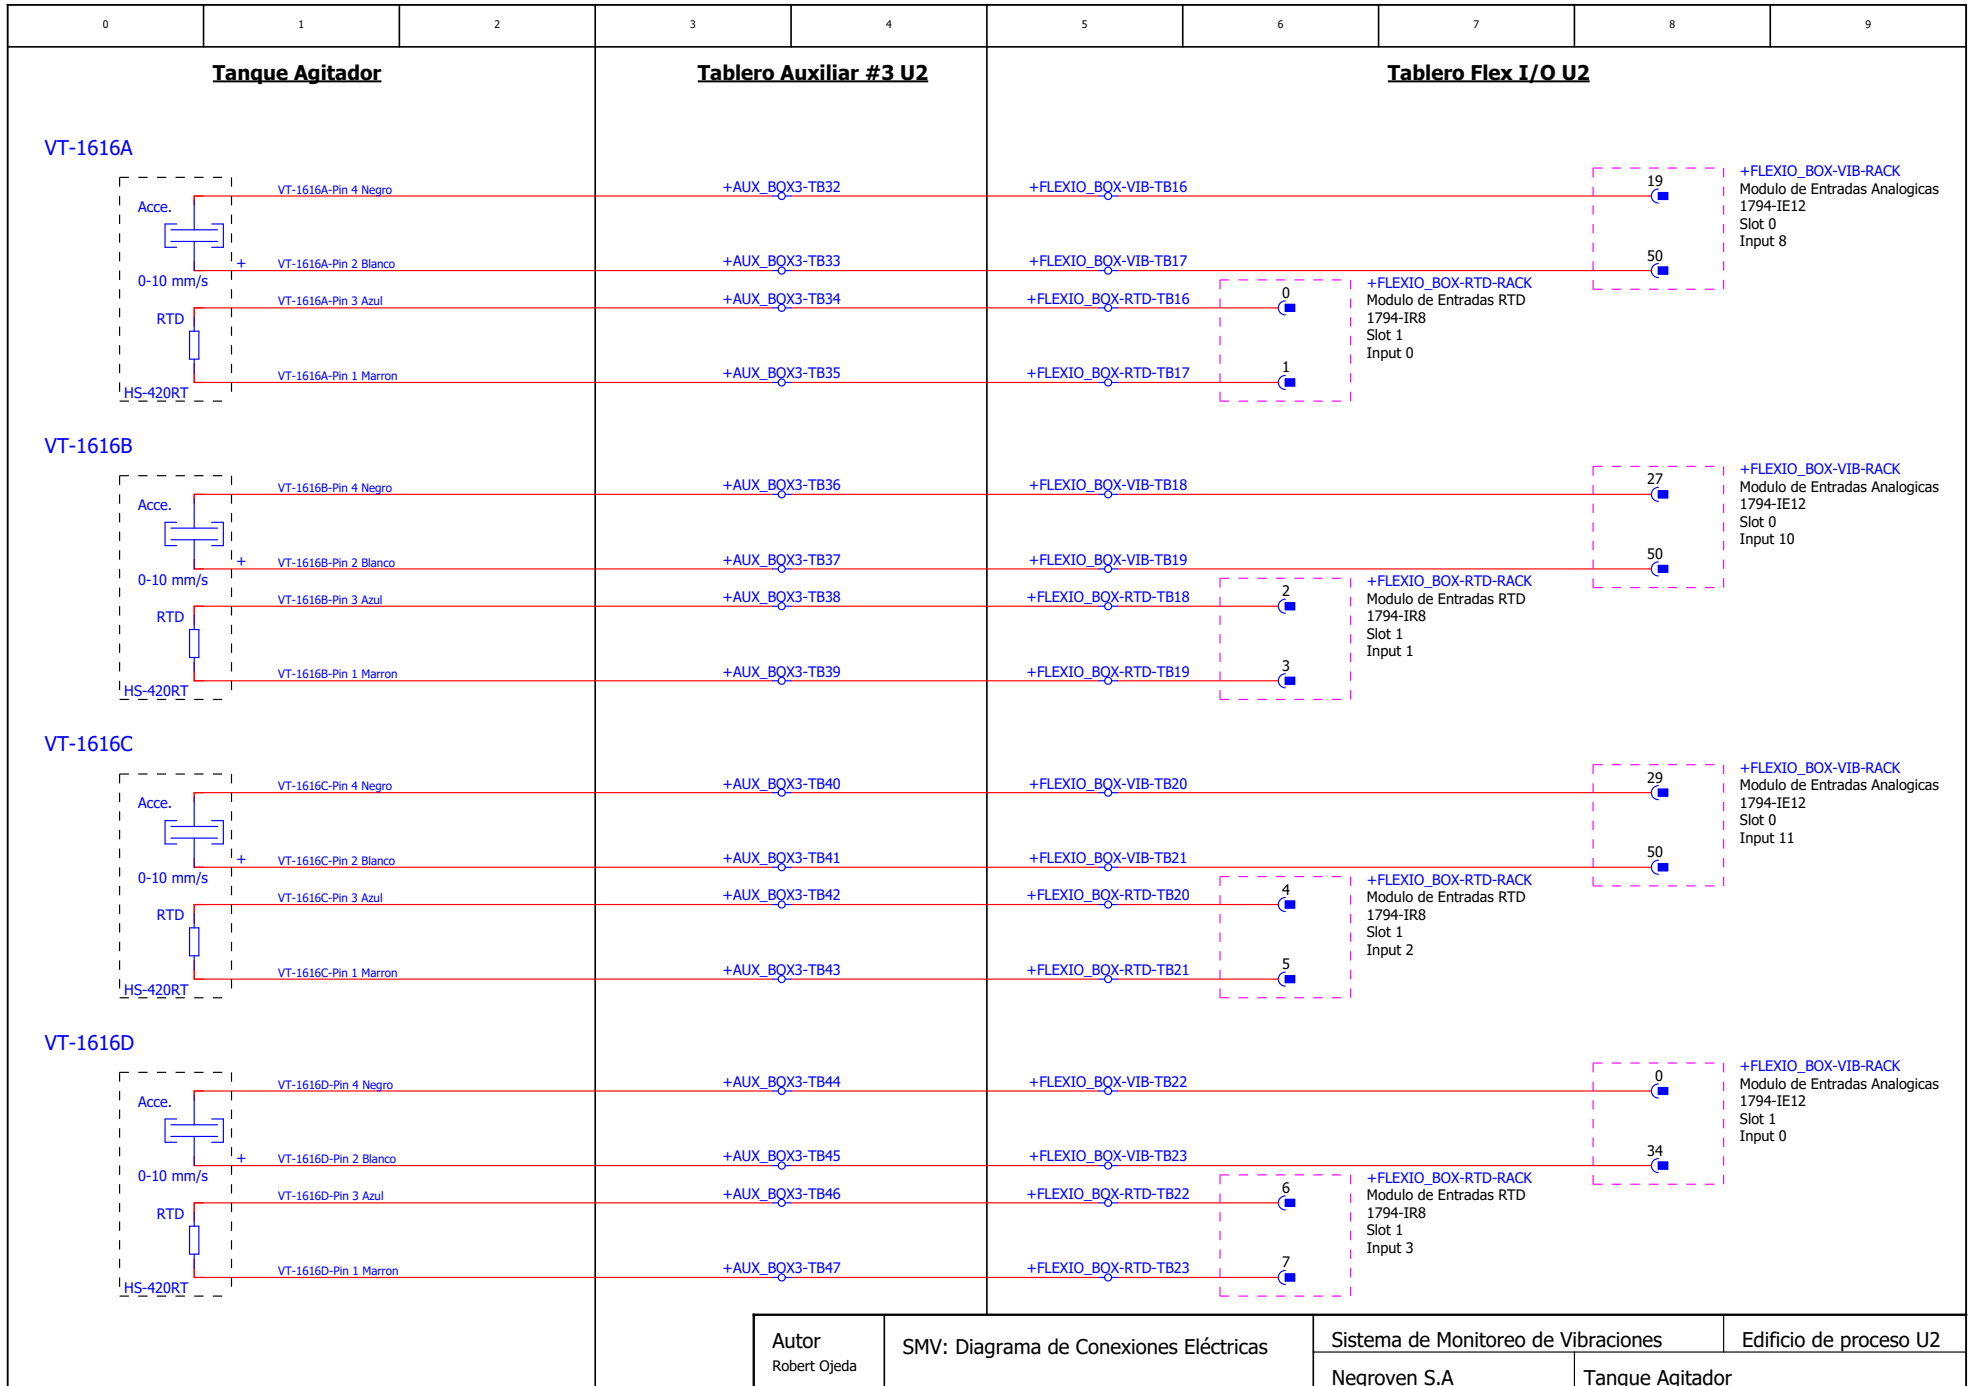 0 1 2 3 4 5 6 7 8 9
Tanque Agitador
Tablero Auxiliar #3 U2
Tablero Flex I/O U2
VT-1616A
Acce.
0-10 mm/s
+
RTD
HS-420RT
VT-1616A-Pin 4 Negro
+AUX_BOX3-TB32
+FLEXIO_BOX-VIB-TB16
19
VT-1616A-Pin 2 Blanco
+AUX_BOX3-TB33
+FLEXIO_BOX-VIB-TB17
50
+FLEXIO_BOX-VIB-RACK
Modulo de Entradas Analogicas
1794-IE12
Slot 0
Input 8
VT-1616A-Pin 3 Azul
+AUX_BOX3-TB34
+FLEXIO_BOX-RTD-TB16
0
VT-1616A-Pin 1 Marron
+AUX_BOX3-TB35
+FLEXIO_BOX-RTD-TB17
1
+FLEXIO_BOX-RTD-RACK
Modulo de Entradas RTD
1794-IR8
Slot 1
Input 0
VT-1616B
Acce.
0-10 mm/s
+
RTD
HS-420RT
VT-1616B-Pin 4 Negro
+AUX_BOX3-TB36
+FLEXIO_BOX-VIB-TB18
27
VT-1616B-Pin 2 Blanco
+AUX_BOX3-TB37
+FLEXIO_BOX-VIB-TB19
50
+FLEXIO_BOX-VIB-RACK
Modulo de Entradas Analogicas
1794-IE12
Slot 0
Input 10
VT-1616B-Pin 3 Azul
+AUX_BOX3-TB38
+FLEXIO_BOX-RTD-TB18
2
VT-1616B-Pin 1 Marron
+AUX_BOX3-TB39
+FLEXIO_BOX-RTD-TB19
3
+FLEXIO_BOX-RTD-RACK
Modulo de Entradas RTD
1794-IR8
Slot 1
Input 1
VT-1616C
Acce.
0-10 mm/s
+
RTD
HS-420RT
VT-1616C-Pin 4 Negro
+AUX_BOX3-TB40
+FLEXIO_BOX-VIB-TB20
29
VT-1616C-Pin 2 Blanco
+AUX_BOX3-TB41
+FLEXIO_BOX-VIB-TB21
50
+FLEXIO_BOX-VIB-RACK
Modulo de Entradas Analogicas
1794-IE12
Slot 0
Input 11
VT-1616C-Pin 3 Azul
+AUX_BOX3-TB42
+FLEXIO_BOX-RTD-TB20
4
VT-1616C-Pin 1 Marron
+AUX_BOX3-TB43
+FLEXIO_BOX-RTD-TB21
5
+FLEXIO_BOX-RTD-RACK
Modulo de Entradas RTD
1794-IR8
Slot 1
Input 2
VT-1616D
Acce.
0-10 mm/s
+
RTD
HS-420RT
VT-1616D-Pin 4 Negro
+AUX_BOX3-TB44
+FLEXIO_BOX-VIB-TB22
0
VT-1616D-Pin 2 Blanco
+AUX_BOX3-TB45
+FLEXIO_BOX-VIB-TB23
34
+FLEXIO_BOX-VIB-RACK
Modulo de Entradas Analogicas
1794-IE12
Slot 1
Input 0
VT-1616D-Pin 3 Azul
+AUX_BOX3-TB46
+FLEXIO_BOX-RTD-TB22
6
VT-1616D-Pin 1 Marron
+AUX_BOX3-TB47
+FLEXIO_BOX-RTD-TB23
7
+FLEXIO_BOX-RTD-RACK
Modulo de Entradas RTD
1794-IR8
Slot 1
Input 3
Autor
Robert Ojeda
SMV: Diagrama de Conexiones Eléctricas
Sistema de Monitoreo de Vibraciones
Edificio de proceso U2
Negroven S.A
Tanque Agitador